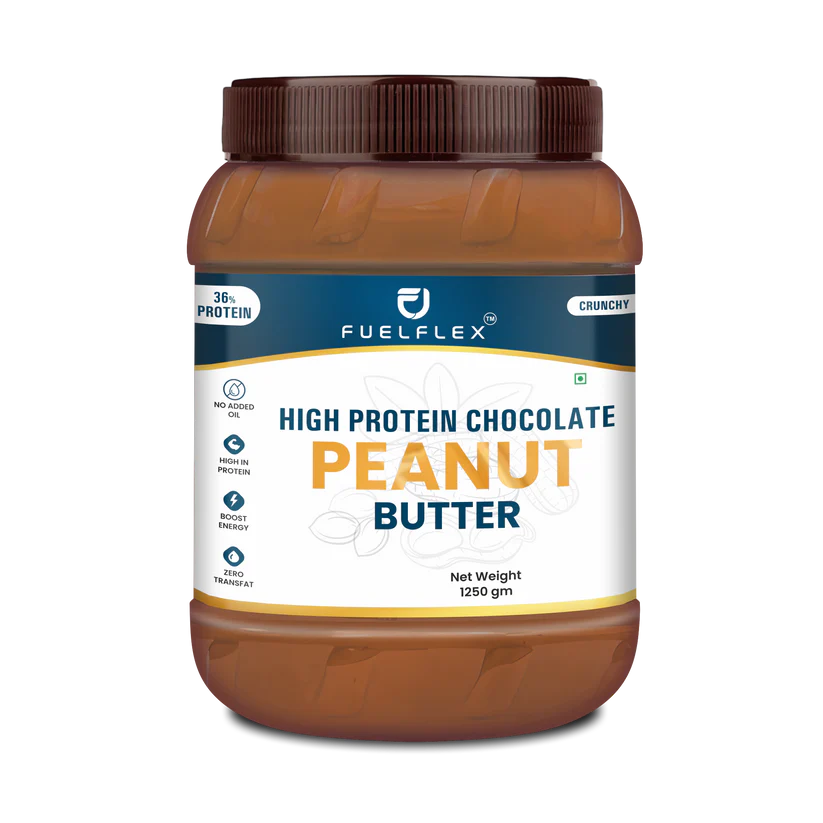 36% PROTEIN
FUELFLEX™
CRUNCHY
NO ADDED
OIL
HIGH IN
PROTEIN
BOOST
ENERGY
ZERO
TRANSFAT
HIGH PROTEIN CHOCOLATE
PEANUT
BUTTER
Net Weight
1250 gm